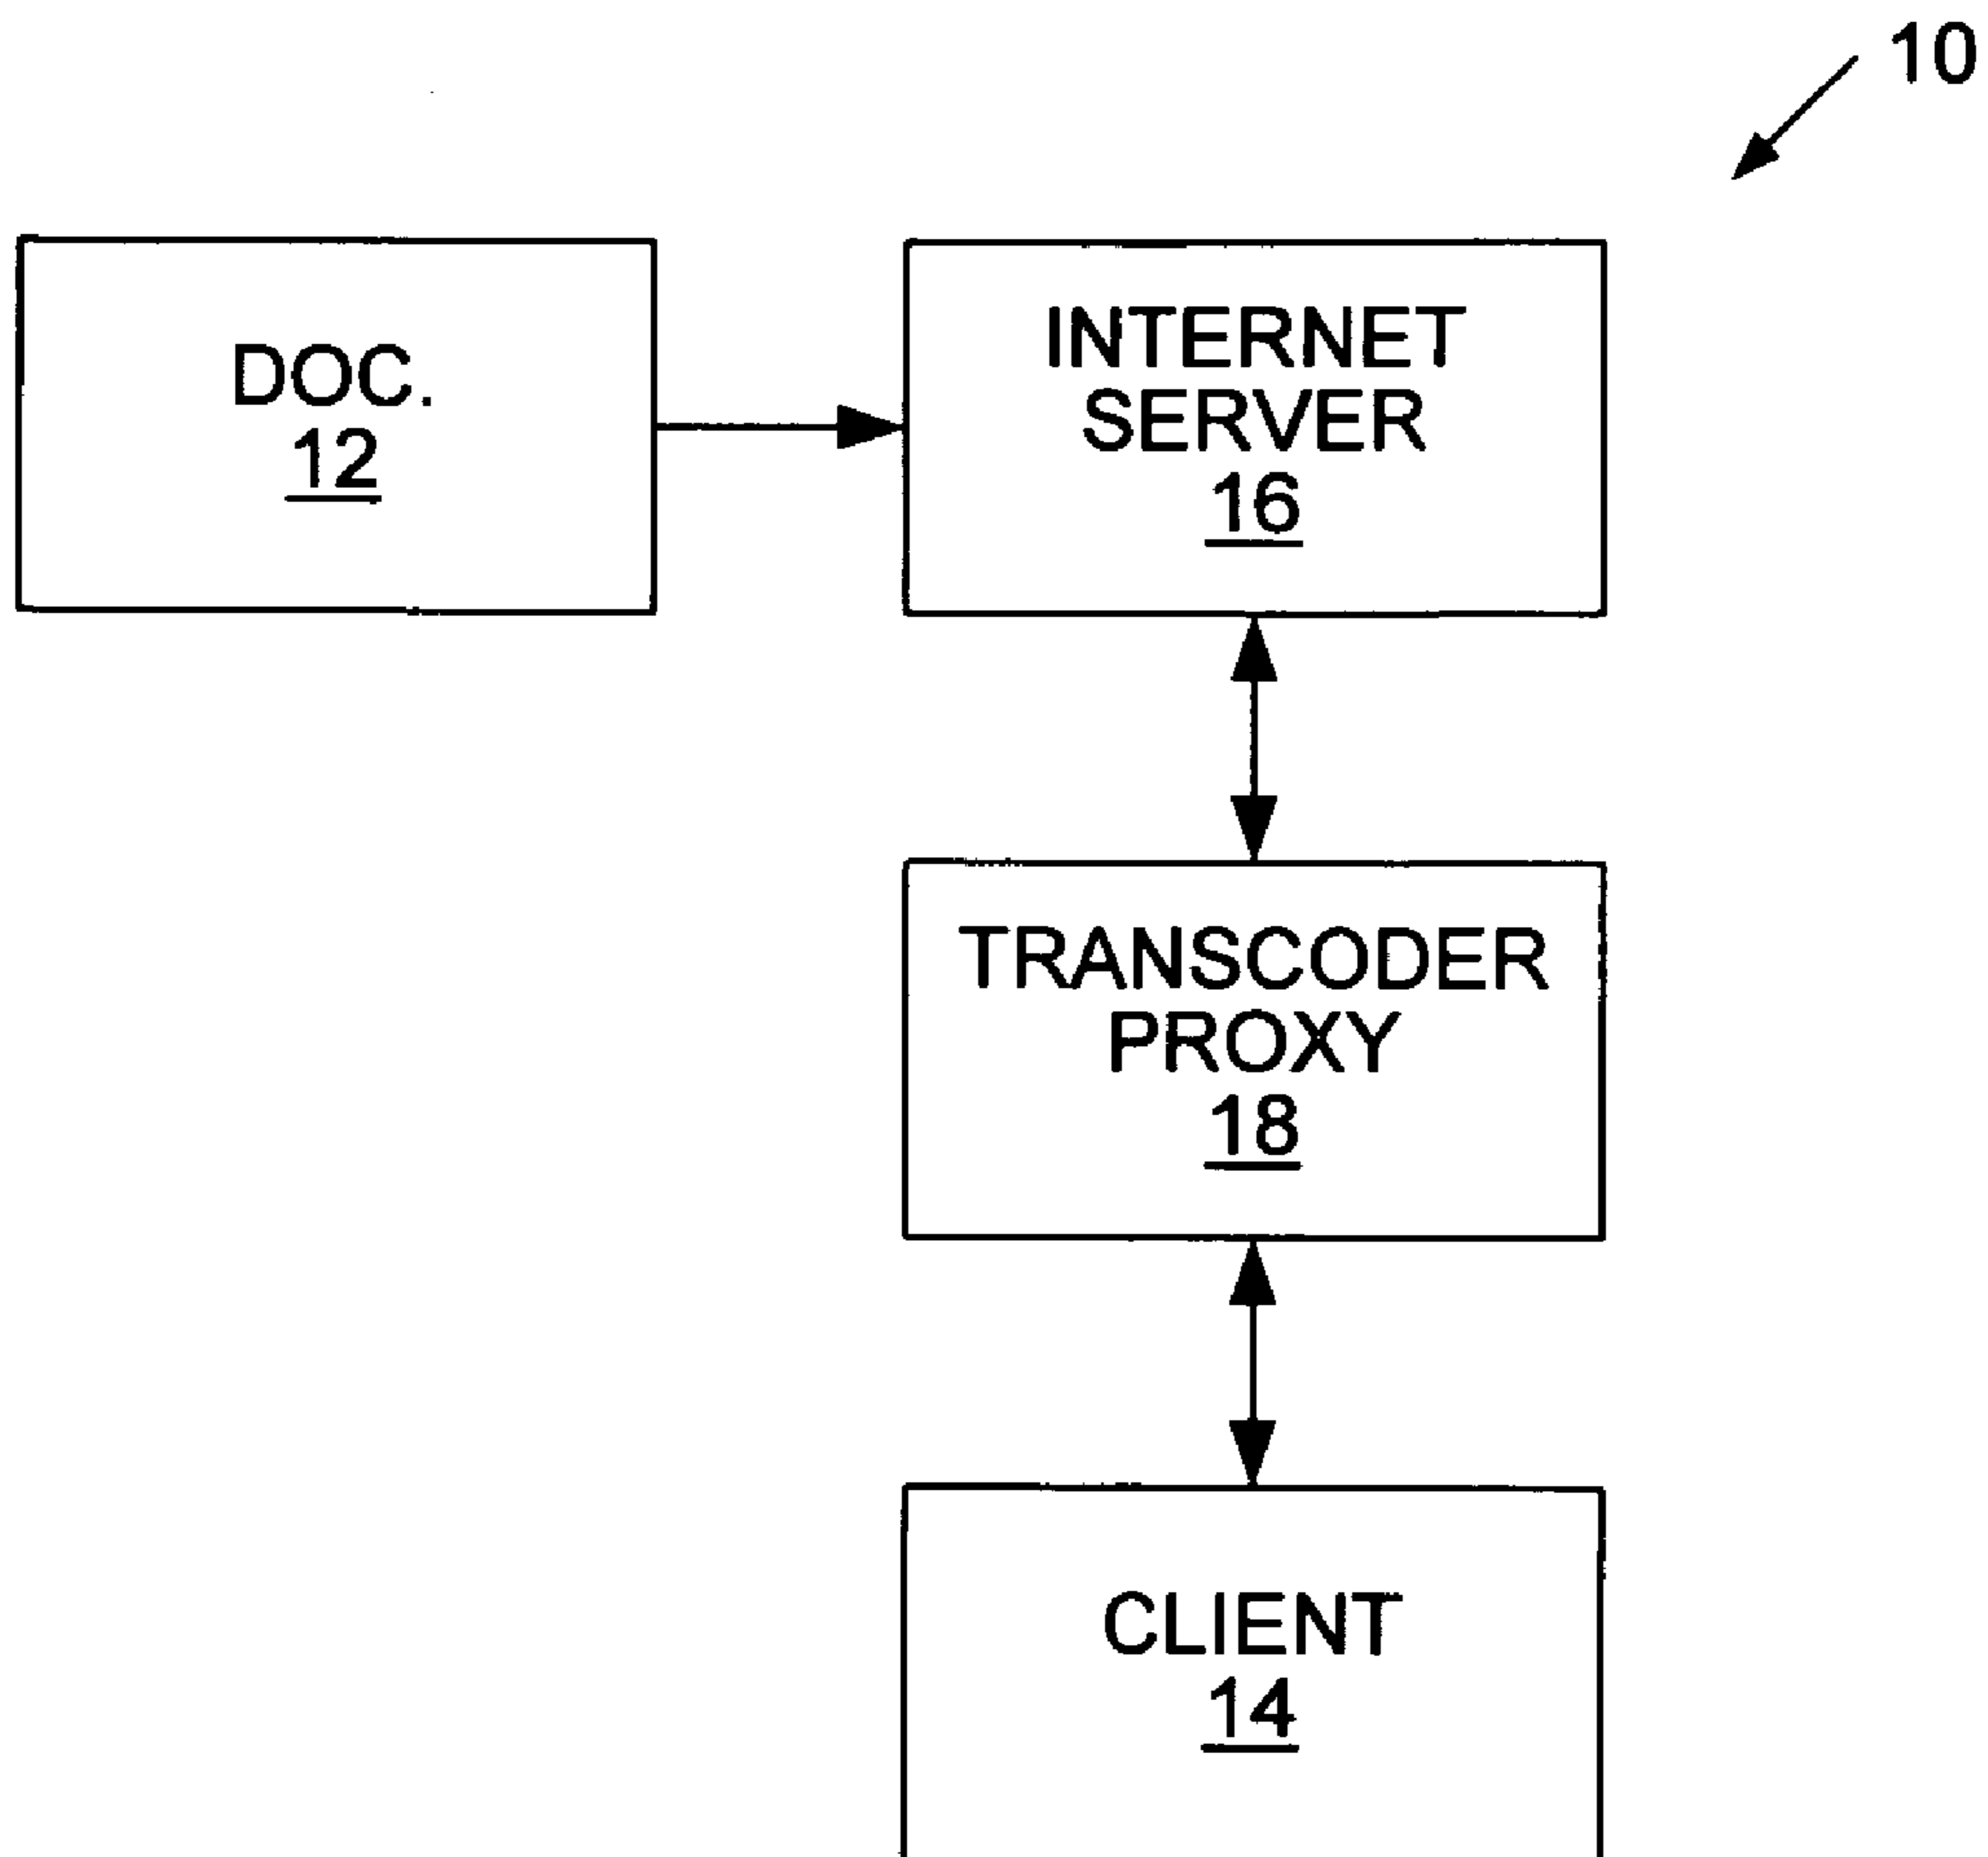 10
DOC.
12
INTERNET
SERVER
16
TRANSCODER
PROXY
18
CLIENT
14